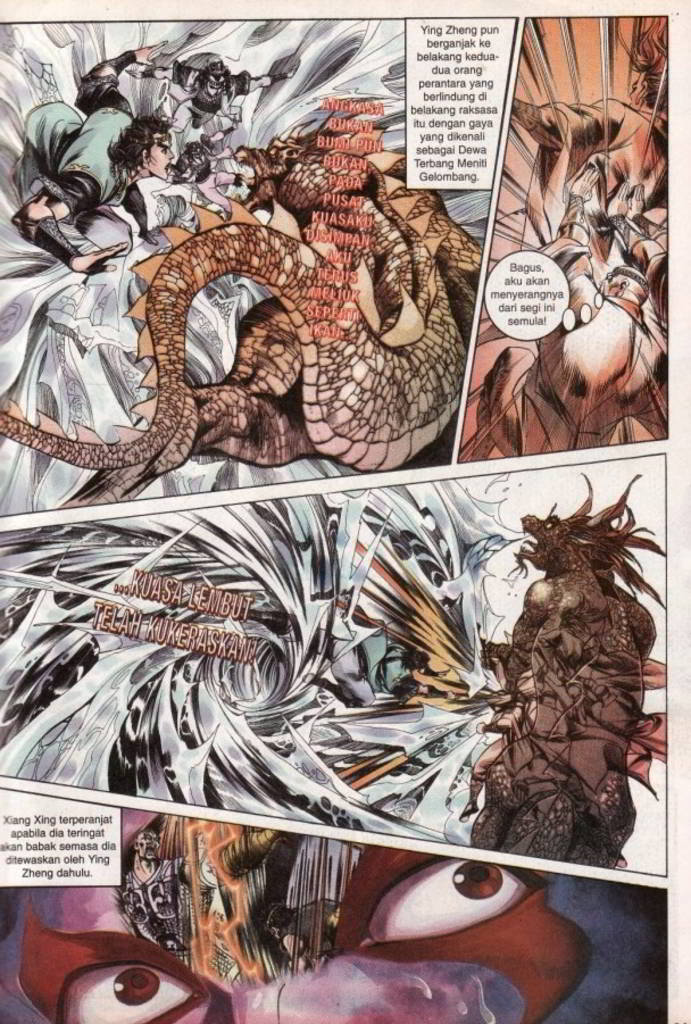 Ying Zheng pun
berganjak ke
belakang kedua-
dua orang
perantara yang
berlindung di
belakang raksasa
itu dengan gaya
yang dikenali
sebagai Dewa
Terbang Meniti
Gelombang.
ANGKASA
BUKAN
BUMI PUN
BUKAN
PADA
PUSAT
KUASAKU
DISIMPAN
AKU
TERUS
MELIUK
SEPERTI
IKAN...
Bagus,
aku akan
menyerangnya
dari segi ini
semula!
...KUASA LEMBUT
TELAH KUKERASKAN!
Xiang Xing terperanjat
apabila dia teringat
akan babak semasa dia
ditewaskan oleh Ying
Zheng dahulu.